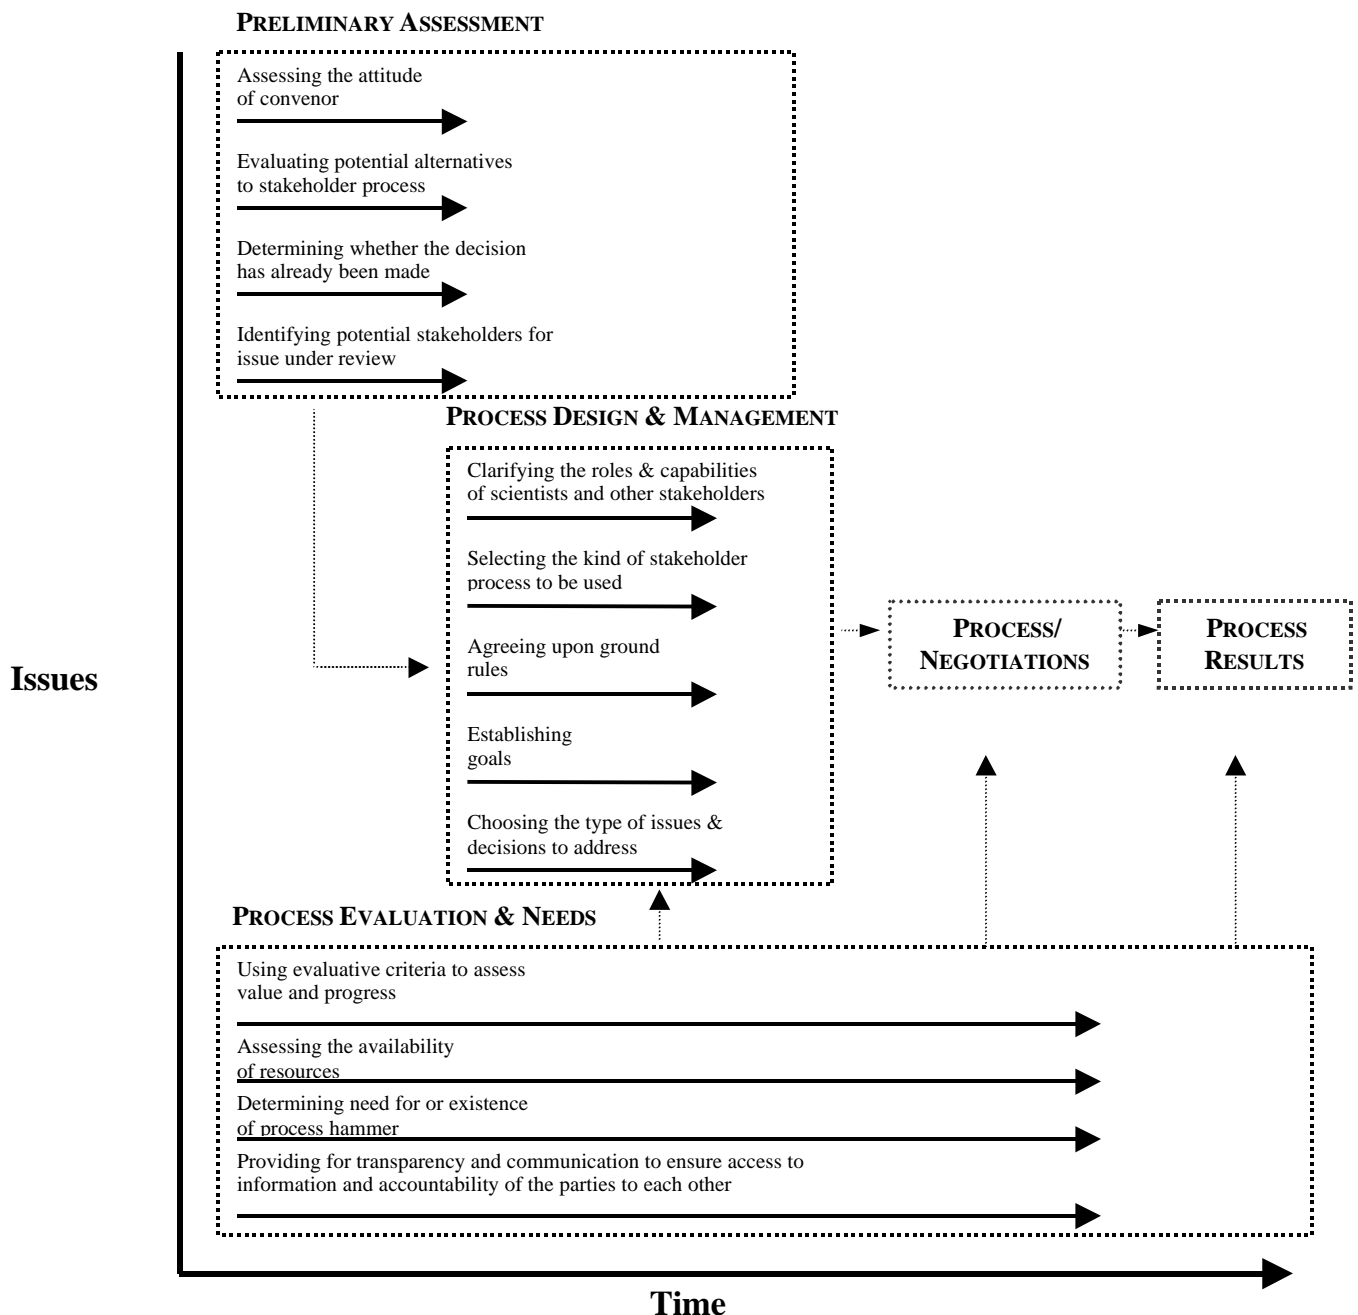 PRELIMINARY ASSESSMENT
Assessing the attitude
of convenor
Evaluating potential alternatives
to stakeholder process
Determining whether the decision
has already been made
Identifying potential stakeholders for
issue under review
PROCESS DESIGN & MANAGEMENT
Clarifying the roles & capabilities
of scientists and other stakeholders
Selecting the kind of stakeholder
process to be used
Agreeing upon ground
rules
Establishing
goals
Choosing the type of issues &
decisions to address
PROCESS/
NEGOTIATIONS
PROCESS
RESULTS
Issues
PROCESS EVALUATION & NEEDS
Using evaluative criteria to assess
value and progress
Assessing the availability
of resources
Determining need for or existence
of process hammer
Providing for transparency and communication to ensure access to
information and accountability of the parties to each other
Time